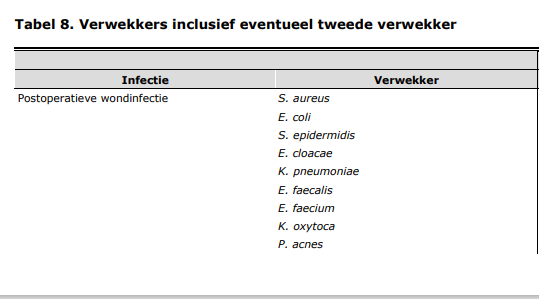 Tabel 8. Verwekkers inclusief eventueel tweede verwekker
Infectie Verwekker
Postoperatieve wondinfectie S. aureus
E. coli
S. epidermidis
E. cloacae
K. pneumoniae
E. faecalis
E. faecium
K. oxytoca
P. acnes